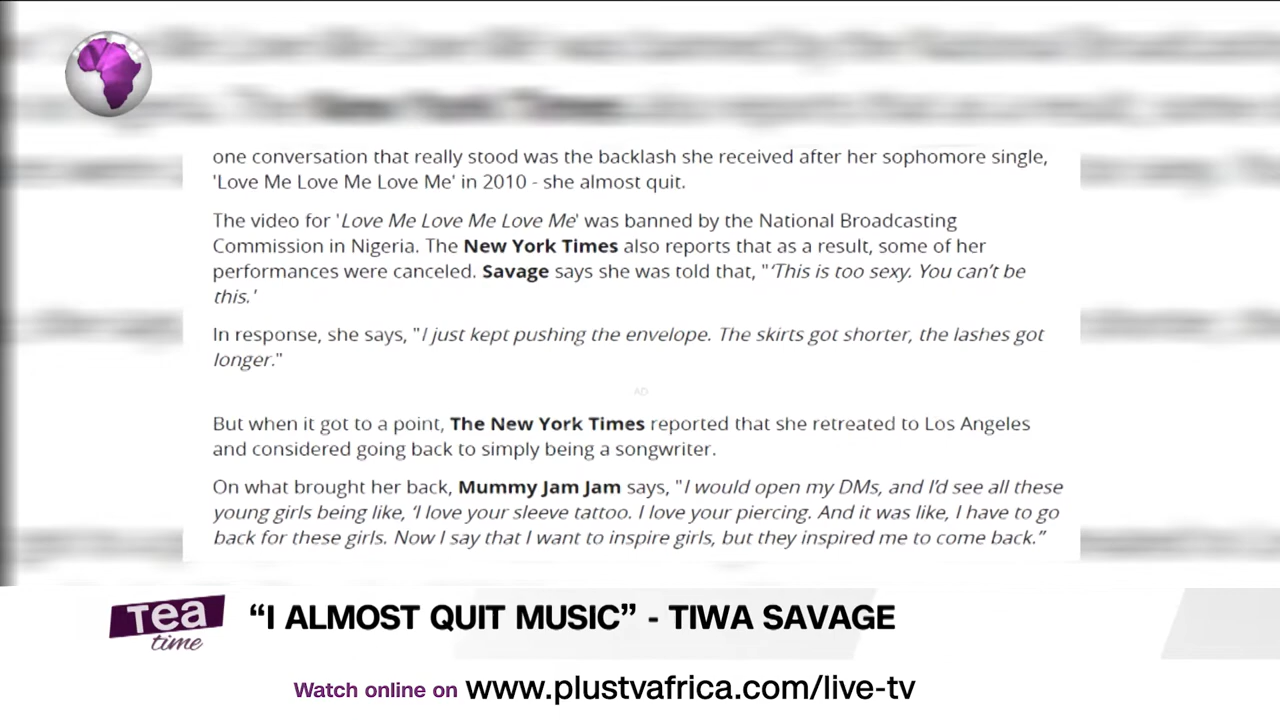 one conversation that really stood was the backlash she received after her sophomore single,
'Love Me Love Me Love Me' in 2010 - she almost quit.
The video for 'Love Me Love Me Love Me' was banned by the National Broadcasting
Commission in Nigeria. The New York Times also reports that as a result, some of her
performances were canceled. Savage says she was told that, "‘This is too sexy. You can’t be
this.'
In response, she says, "I just kept pushing the envelope. The skirts got shorter, the lashes got
longer."
AD
But when it got to a point, The New York Times reported that she retreated to Los Angeles
and considered going back to simply being a songwriter.
On what brought her back, Mummy Jam Jam says, "I would open my DMs, and I’d see all these
young girls being like, ‘I love your sleeve tattoo. I love your piercing. And it was like, I have to go
back for these girls. Now I say that I want to inspire girls, but they inspired me to come back.”
Tea
time
“I ALMOST QUIT MUSIC” - TIWA SAVAGE
Watch online on www.plustvafrica.com/live-tv